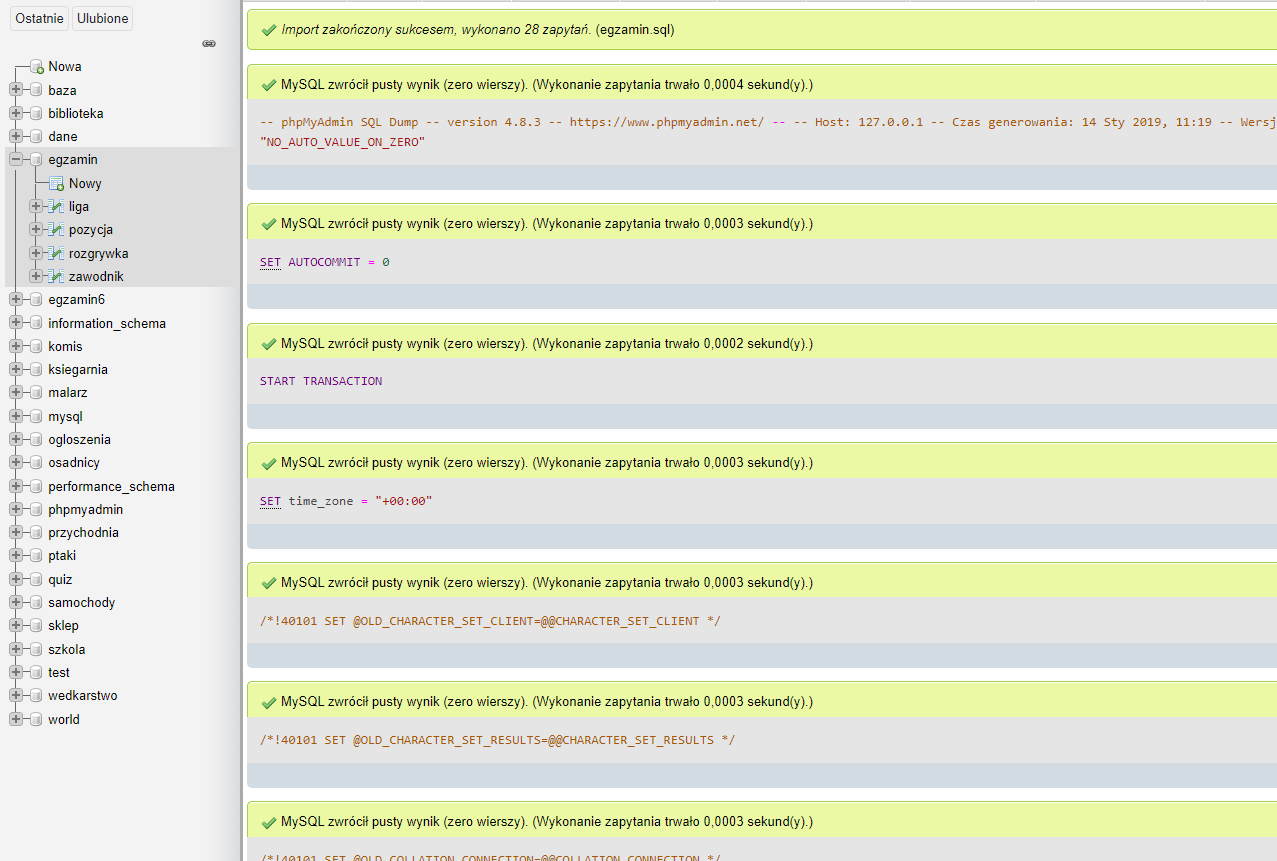 Ostatnie Ulubione
Nowa
baza
biblioteka
dane
egzamin
Nowy
liga
pozycja
rozgrywka
zawodnik
egzamin6
information_schema
komis
ksiegarnia
malarz
mysql
ogloszenia
osadnicy
performance_schema
phpmyadmin
przychodnia
ptaki
quiz
samochody
sklep
szkola
test
wedkarstwo
world
Import zakończony sukcesem, wykonano 28 zapytań. (egzamin.sql)
MySQL zwrócił pusty wynik (zero wierszy). (Wykonanie zapytania trwało 0,0004 sekund(y).)
-- phpMyAdmin SQL Dump -- version 4.8.3 -- https://www.phpmyadmin.net/ -- -- Host: 127.0.0.1 -- Czas generowania: 14 Sty 2019, 11:19 -- Wersj
"NO_AUTO_VALUE_ON_ZERO"
MySQL zwrócił pusty wynik (zero wierszy). (Wykonanie zapytania trwało 0,0003 sekund(y).)
SET AUTOCOMMIT = 0
MySQL zwrócił pusty wynik (zero wierszy). (Wykonanie zapytania trwało 0,0002 sekund(y).)
START TRANSACTION
MySQL zwrócił pusty wynik (zero wierszy). (Wykonanie zapytania trwało 0,0003 sekund(y).)
SET time_zone = "+00:00"
MySQL zwrócił pusty wynik (zero wierszy). (Wykonanie zapytania trwało 0,0003 sekund(y).)
/*!40101 SET @OLD_CHARACTER_SET_CLIENT=@@CHARACTER_SET_CLIENT */
MySQL zwrócił pusty wynik (zero wierszy). (Wykonanie zapytania trwało 0,0003 sekund(y).)
/*!40101 SET @OLD_CHARACTER_SET_RESULTS=@@CHARACTER_SET_RESULTS */
MySQL zwrócił pusty wynik (zero wierszy). (Wykonanie zapytania trwało 0,0003 sekund(y).)
/*!40101 SET @OLD_COLLATION_CONNECTION=@@COLLATION_CONNECTION */